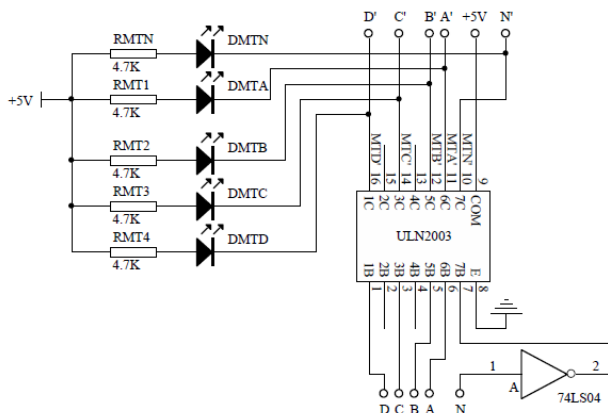 D' C' B' A' +5V N'
RMTN DMTN
4.7K
RMT1 DMTA
4.7K
+5V
RMT2 DMTB
4.7K
RMT3 DMTC
4.7K
RMT4 DMTD
4.7K
MTD' MTC' MTB' MTA' MTN'
16 15 14 13 12 11 10 9
1C 2C 3C 4C 5C 6C 7C COM
ULN2003
1B 2B 3B 4B 5B 6B 7B E
1 2 3 4 5 6 7 8
1 2
A
74LS04
D C B A N